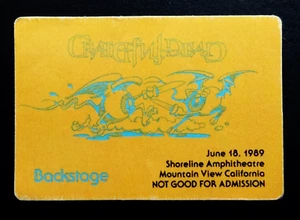 GRATEFUL DEAD
June 18, 1989
Shoreline Amphitheatre
Mountain View California
Backstage
NOT GOOD FOR ADMISSION